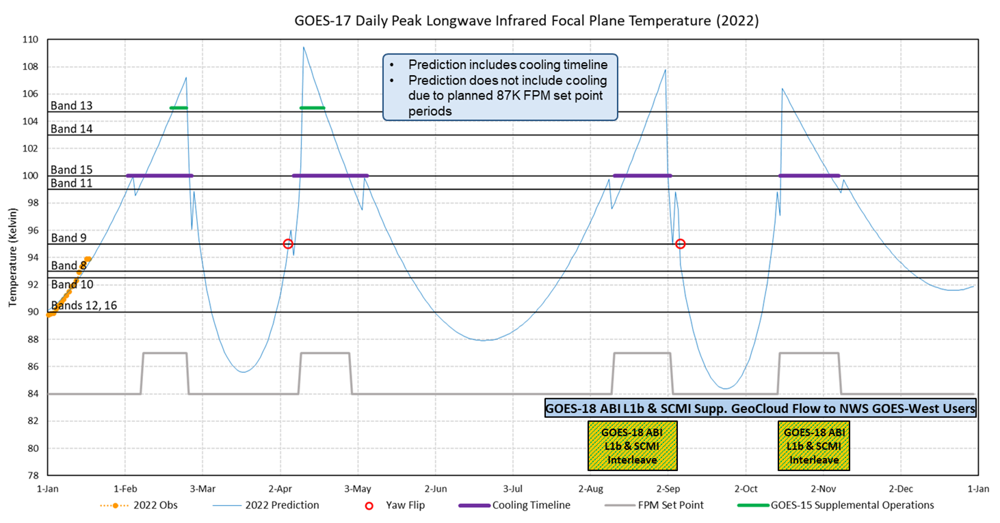 GOES-17 Daily Peak Longwave Infrared Focal Plane Temperature (2022)
Temperature (Kelvin)
110
108
106
104
102
100
98
96
94
92
90
88
86
84
82
80
78
• Prediction includes cooling timeline
• Prediction does not include cooling
due to planned 87K FPM set point
periods
Band 13
Band 14
Band 15
Band 11
Band 9
Band 8
Band 10
Bands 12, 16
GOES-18 ABI L1b & SCMI Supp. GeoCloud Flow to NWS GOES-West Users
GOES-18 ABI
L1b & SCMI
Interleave
GOES-18 ABI
L1b & SCMI
Interleave
1-Jan 1-Feb 3-Mar 2-Apr 3-May 2-Jun 3-Jul 2-Aug 2-Sep 2-Oct 2-Nov 2-Dec 1-Jan
2022 Obs 2022 Prediction Yaw Flip Cooling Timeline FPM Set Point GOES-15 Supplemental Operations